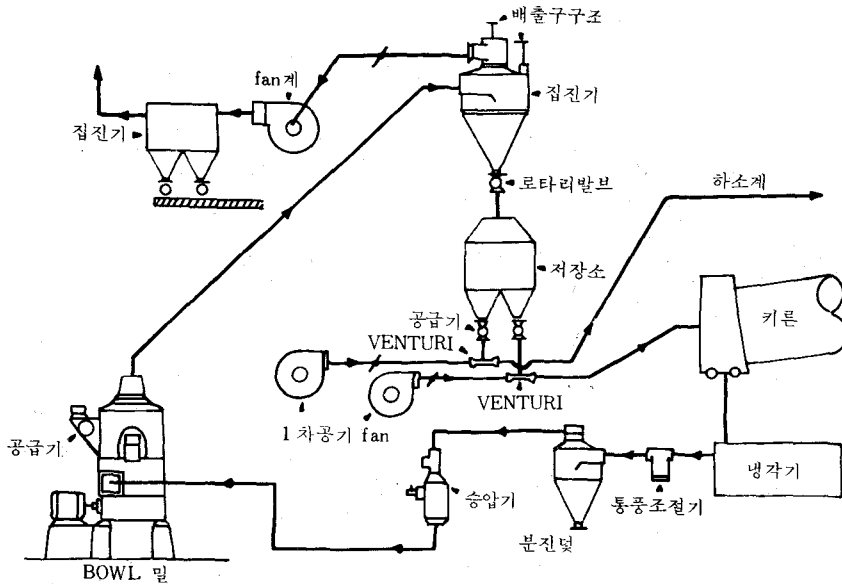 배출구구조
fan계
집진기
집진기
로타리발브
하소계
저장소
공급기
VENTURI
키른
VENTURI
1차공기 fan
공급기
승압기
냉각기
통풍조절기
분진덫
BOWL 밀